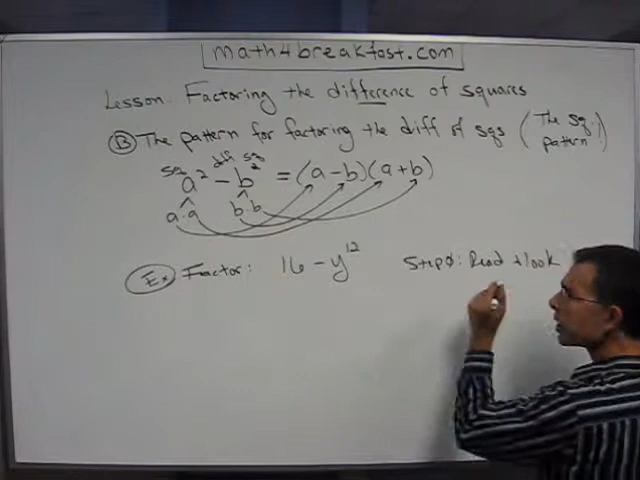 math4breakfast.com
Lesson: Factoring the difference of squares
B The pattern for factoring the diff of sqs (The sq. pattern)
sq diff sq
a² - b² = (a - b)(a + b)
a·a b·b
Ex. Factor: 16 - y¹² Step 0: Read + look